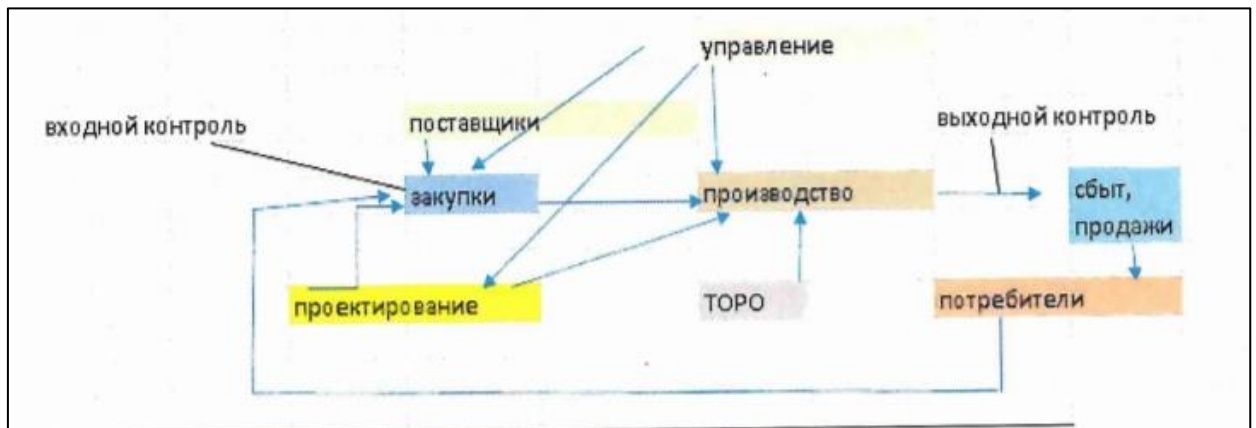 управление
входной контроль
поставщики
выходной контроль
закупки
производство
сбыт,
продажи
проектирование
ТОРО
потребители